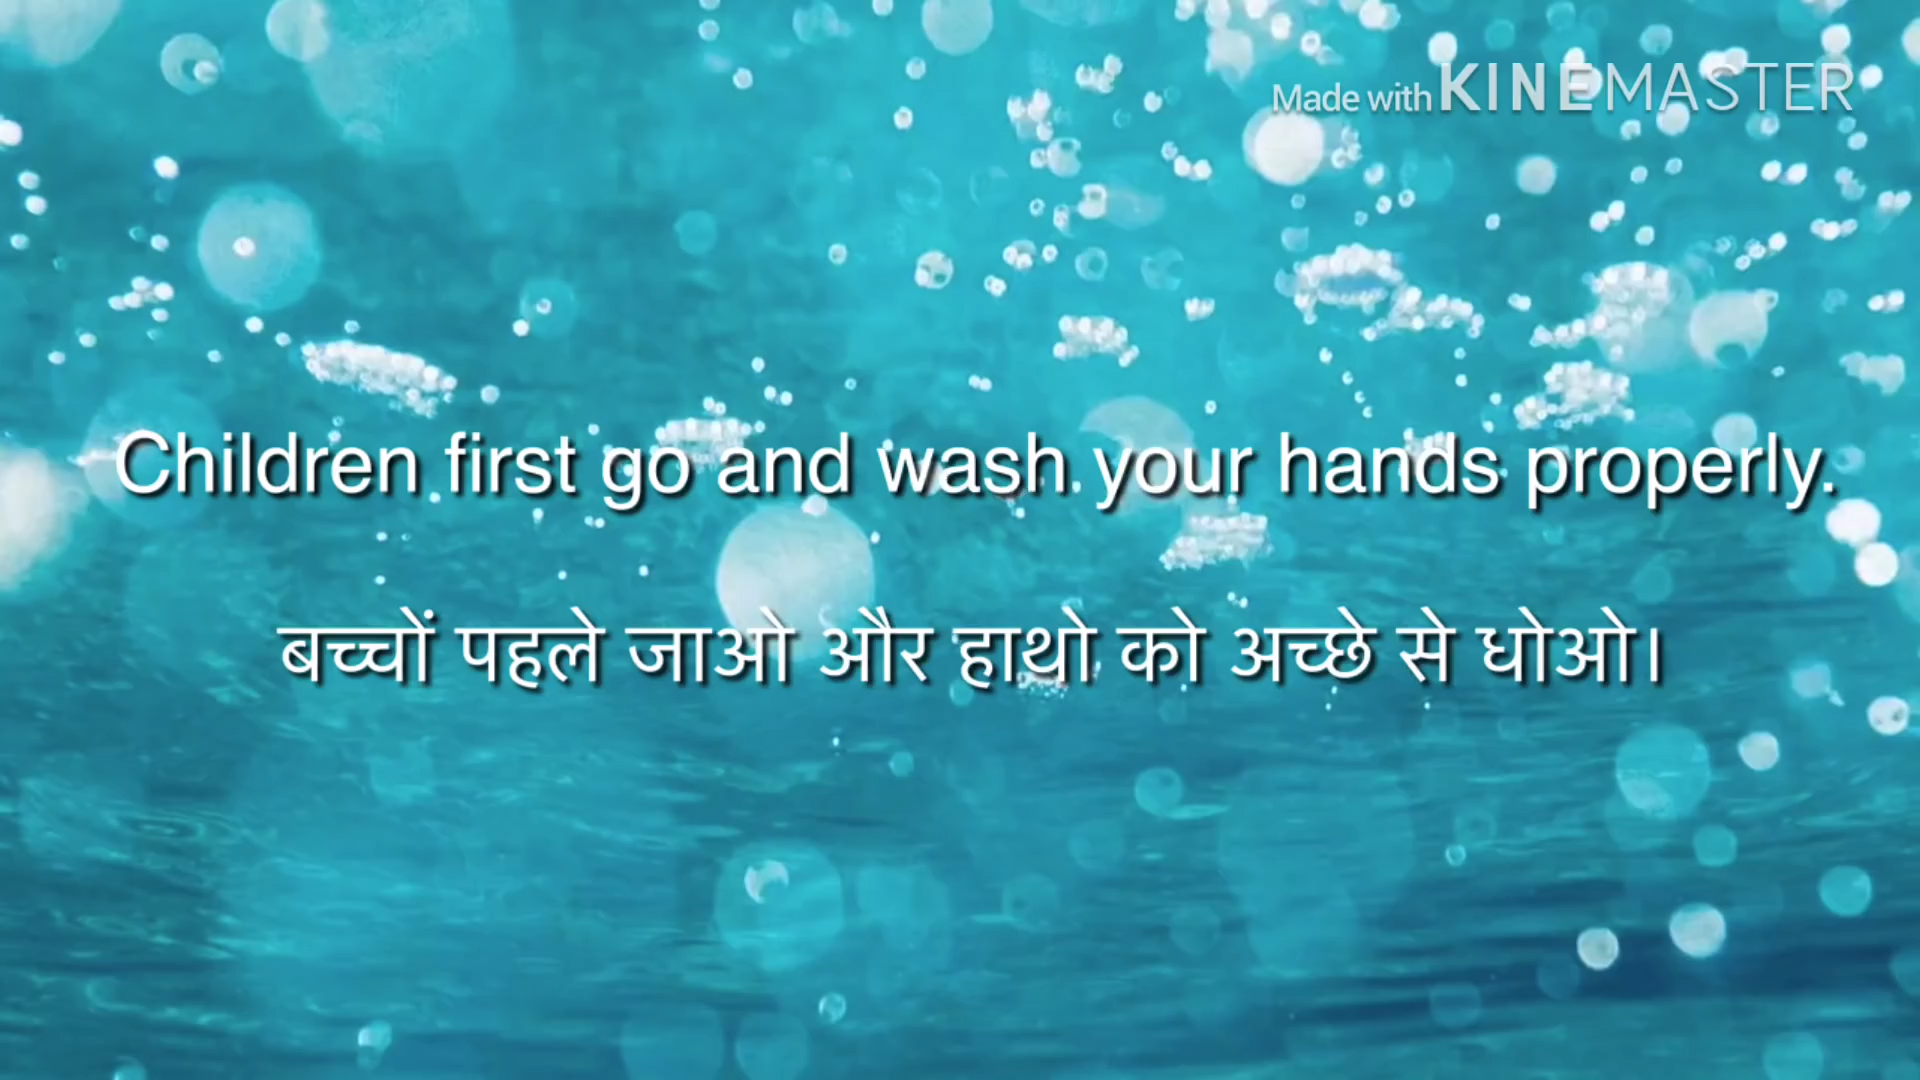 Made with KINEMASTER
Children first go and wash your hands properly.
बच्चों पहले जाओ और हाथो को अच्छे से धोओ।